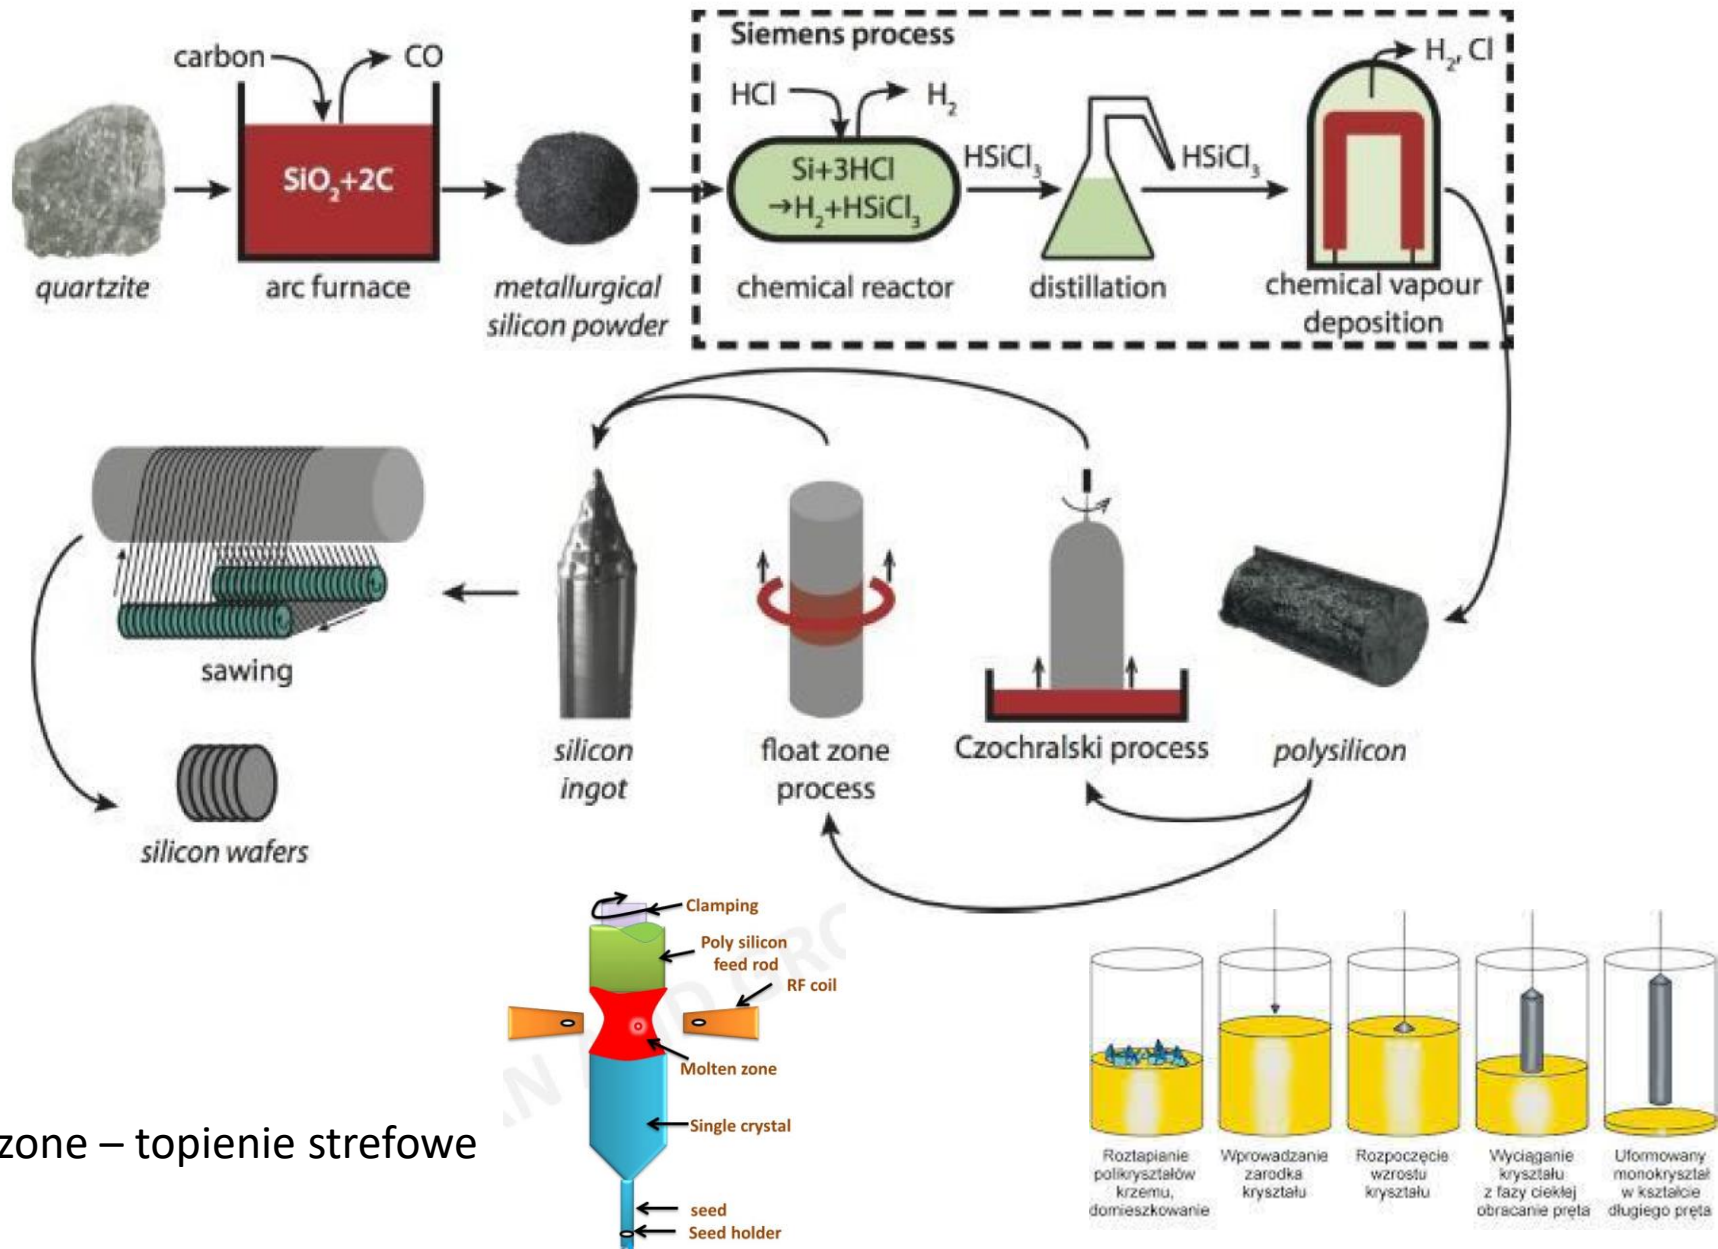 Siemens process
carbon
CO
SiO₂+2C
quartzite
arc furnace
metallurgical
silicon powder
HCl
H₂
Si+3HCl
→H₂+HSiCl₃
chemical reactor
HSiCl₃
distillation
HSiCl₃
H₂, Cl
chemical vapour
deposition
sawing
silicon wafers
silicon
ingot
float zone
process
Czochralski process
polysilicon
Clamping
Poly silicon
feed rod
RF coil
Molten zone
Single crystal
seed
Seed holder
zone – topienie strefowe
Roztapianie
polikryształów
krzemu,
domieszkowanie
Wprowadzanie
zarodka
kryształu
Rozpoczęcie
wzrostu
kryształu
Wyciąganie
kryształu
z fazy ciekłej
obracanie pręta
Uformowany
monokryształ
w kształcie
długiego pręta